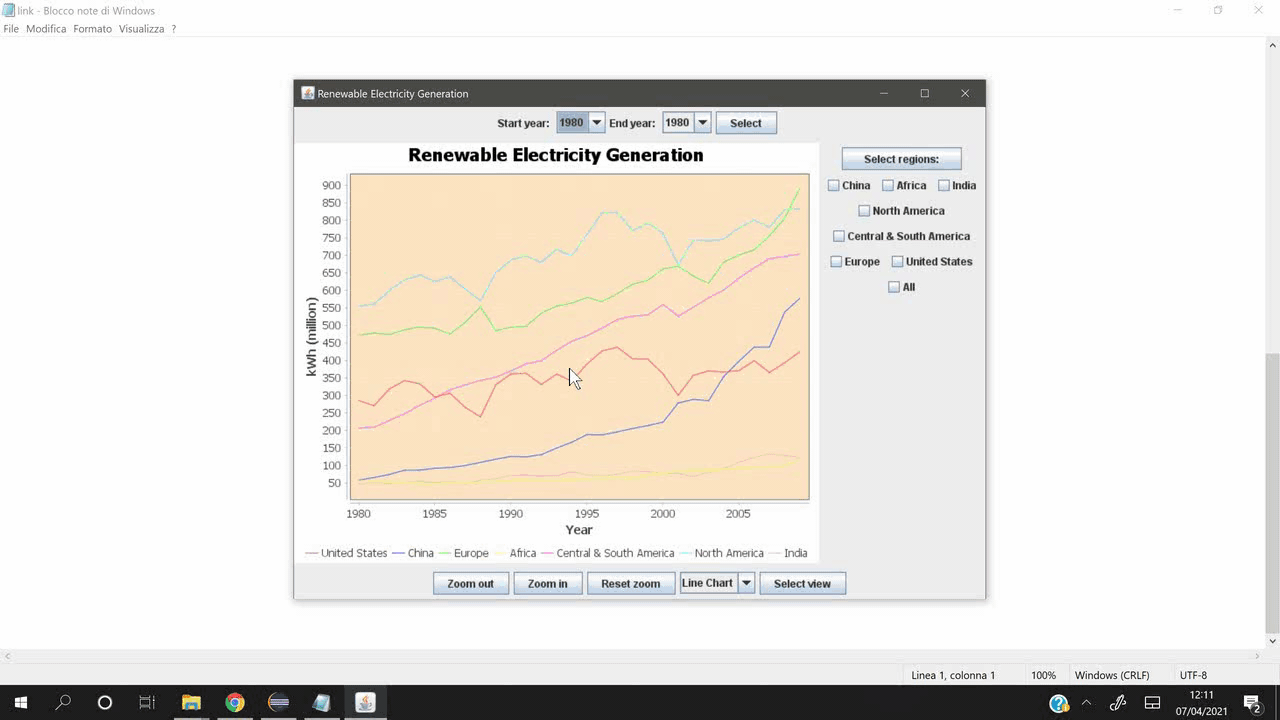 link - Blocco note di Windows
File Modifica Formato Visualizza ?
Renewable Electricity Generation
Start year: 1980 End year: 1980 Select
Renewable Electricity Generation
Select regions:
China Africa India
North America
Central & South America
Europe United States
All
kWh (million)
900
850
800
750
700
650
600
550
500
450
400
350
300
250
200
150
100
50
1980 1985 1990 1995 2000 2005
Year
United States China Europe Africa Central & South America North America India
Zoom out Zoom in Reset zoom Line Chart Select view
Linea 1, colonna 1 100% Windows (CRLF) UTF-8
12:11
07/04/2021
2